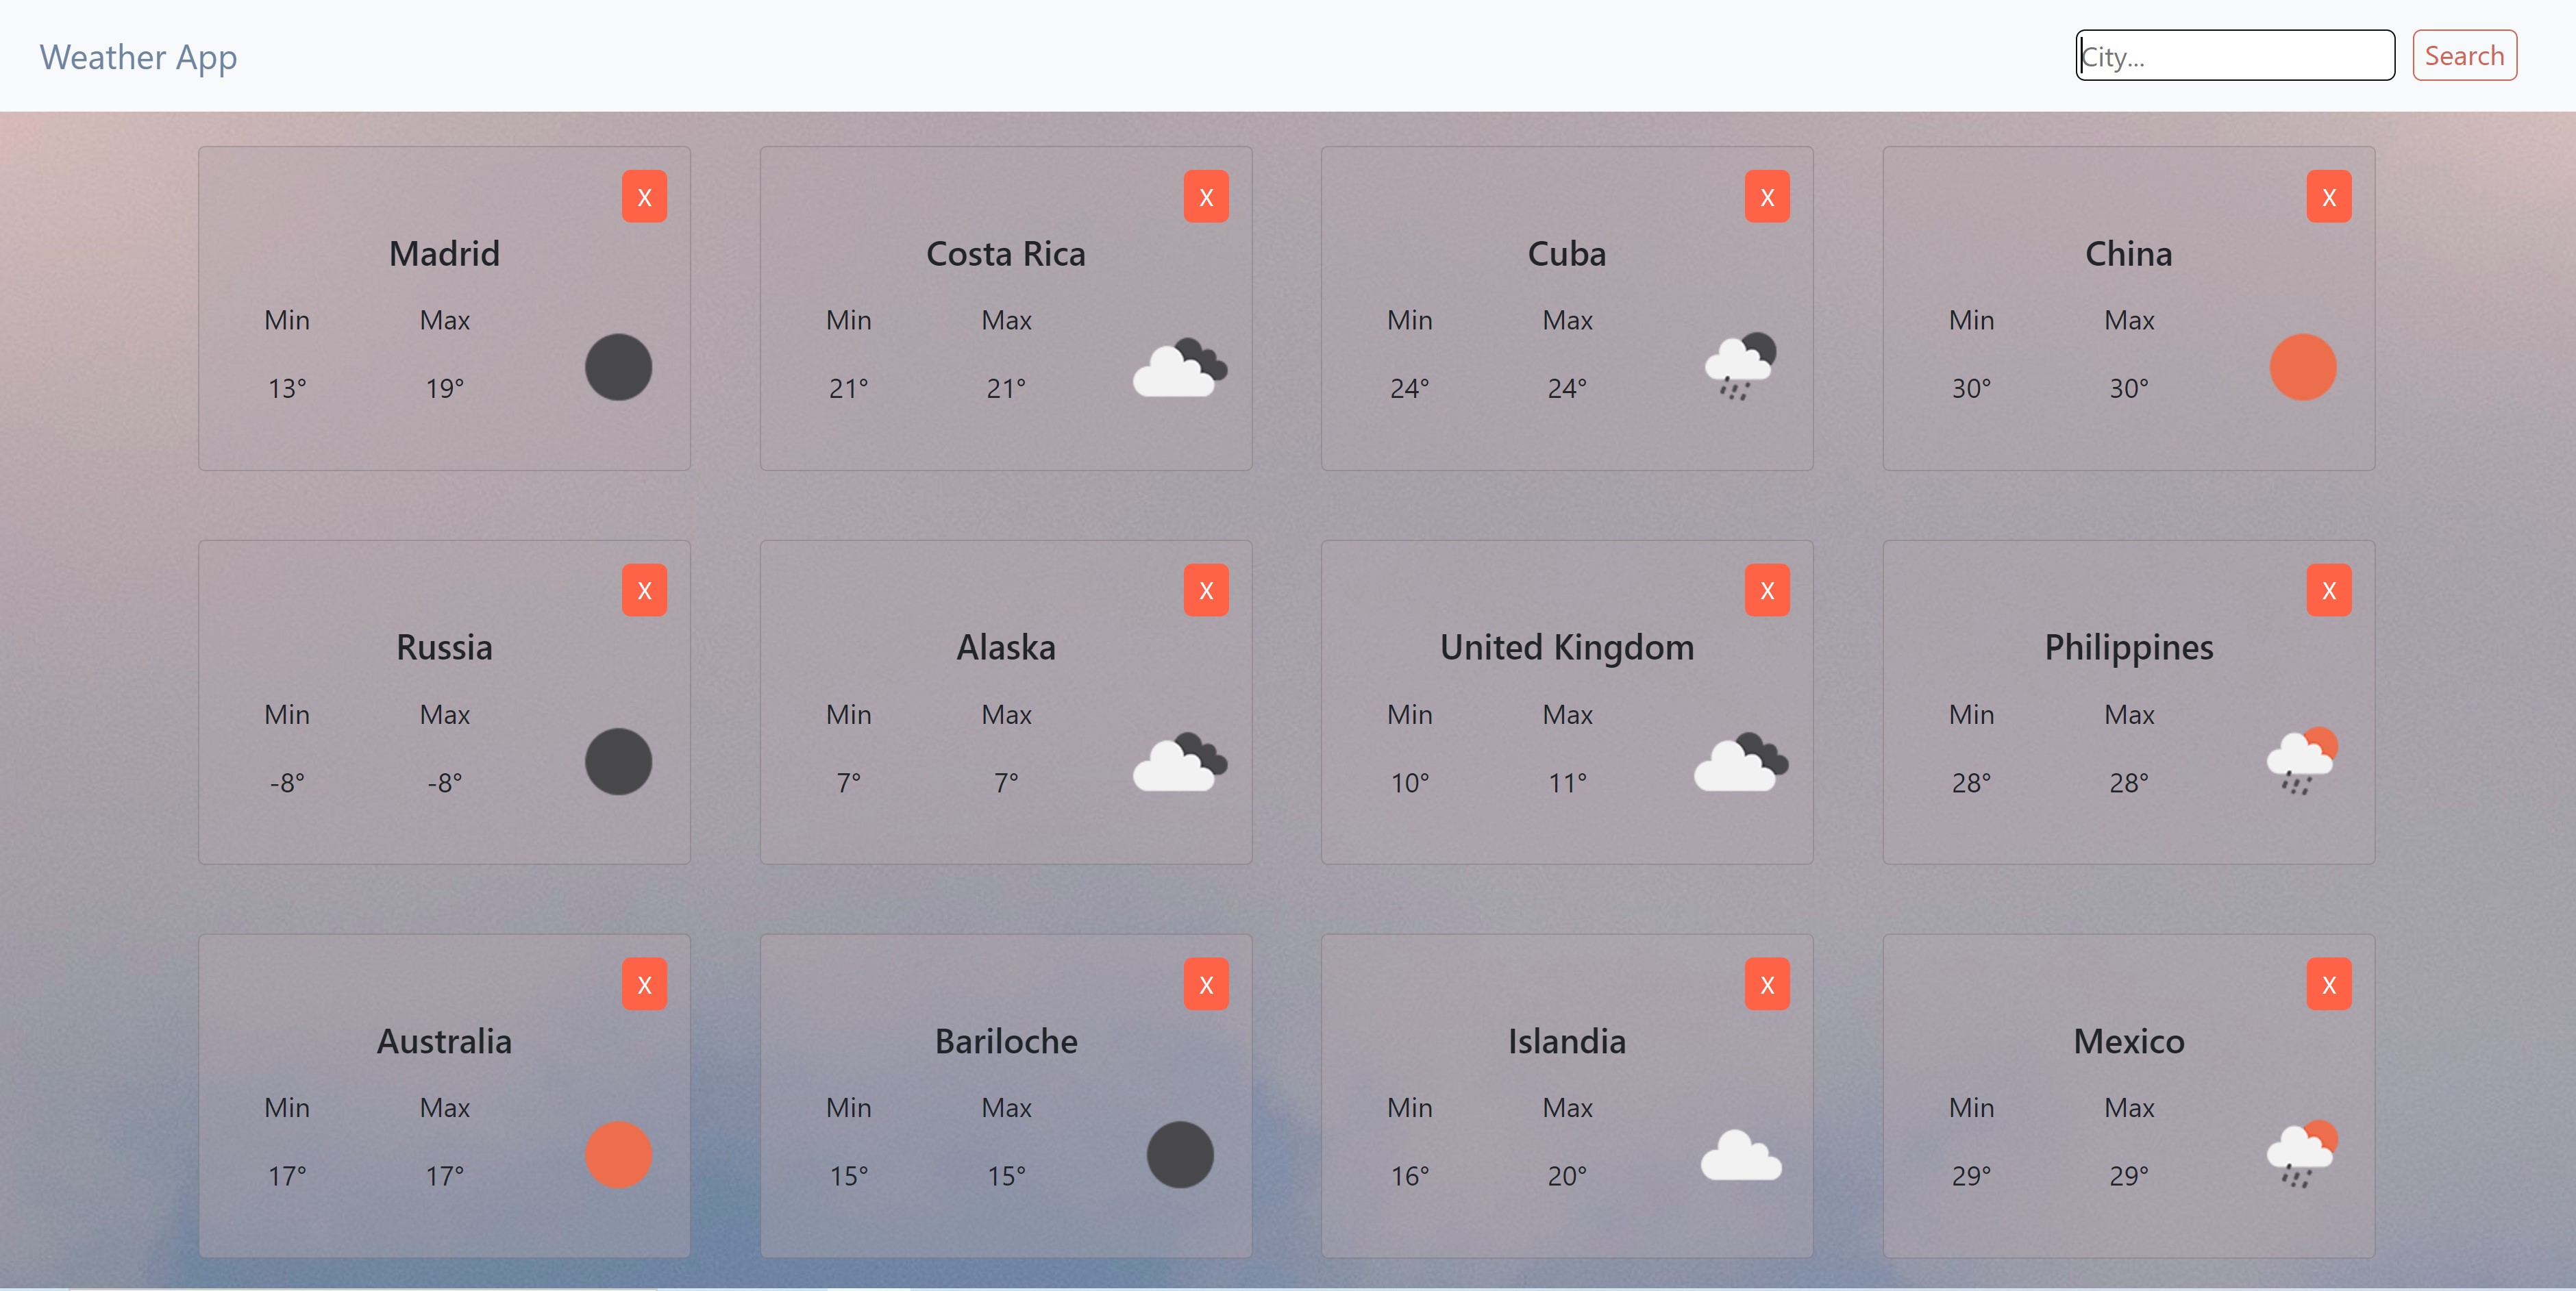 Weather App
City...
Search
X
Madrid
Min Max
13° 19°
X
Costa Rica
Min Max
21° 21°
X
Cuba
Min Max
24° 24°
X
China
Min Max
30° 30°
X
Russia
Min Max
-8° -8°
X
Alaska
Min Max
7° 7°
X
United Kingdom
Min Max
10° 11°
X
Philippines
Min Max
28° 28°
X
Australia
Min Max
17° 17°
X
Bariloche
Min Max
15° 15°
X
Islandia
Min Max
16° 20°
X
Mexico
Min Max
29° 29°